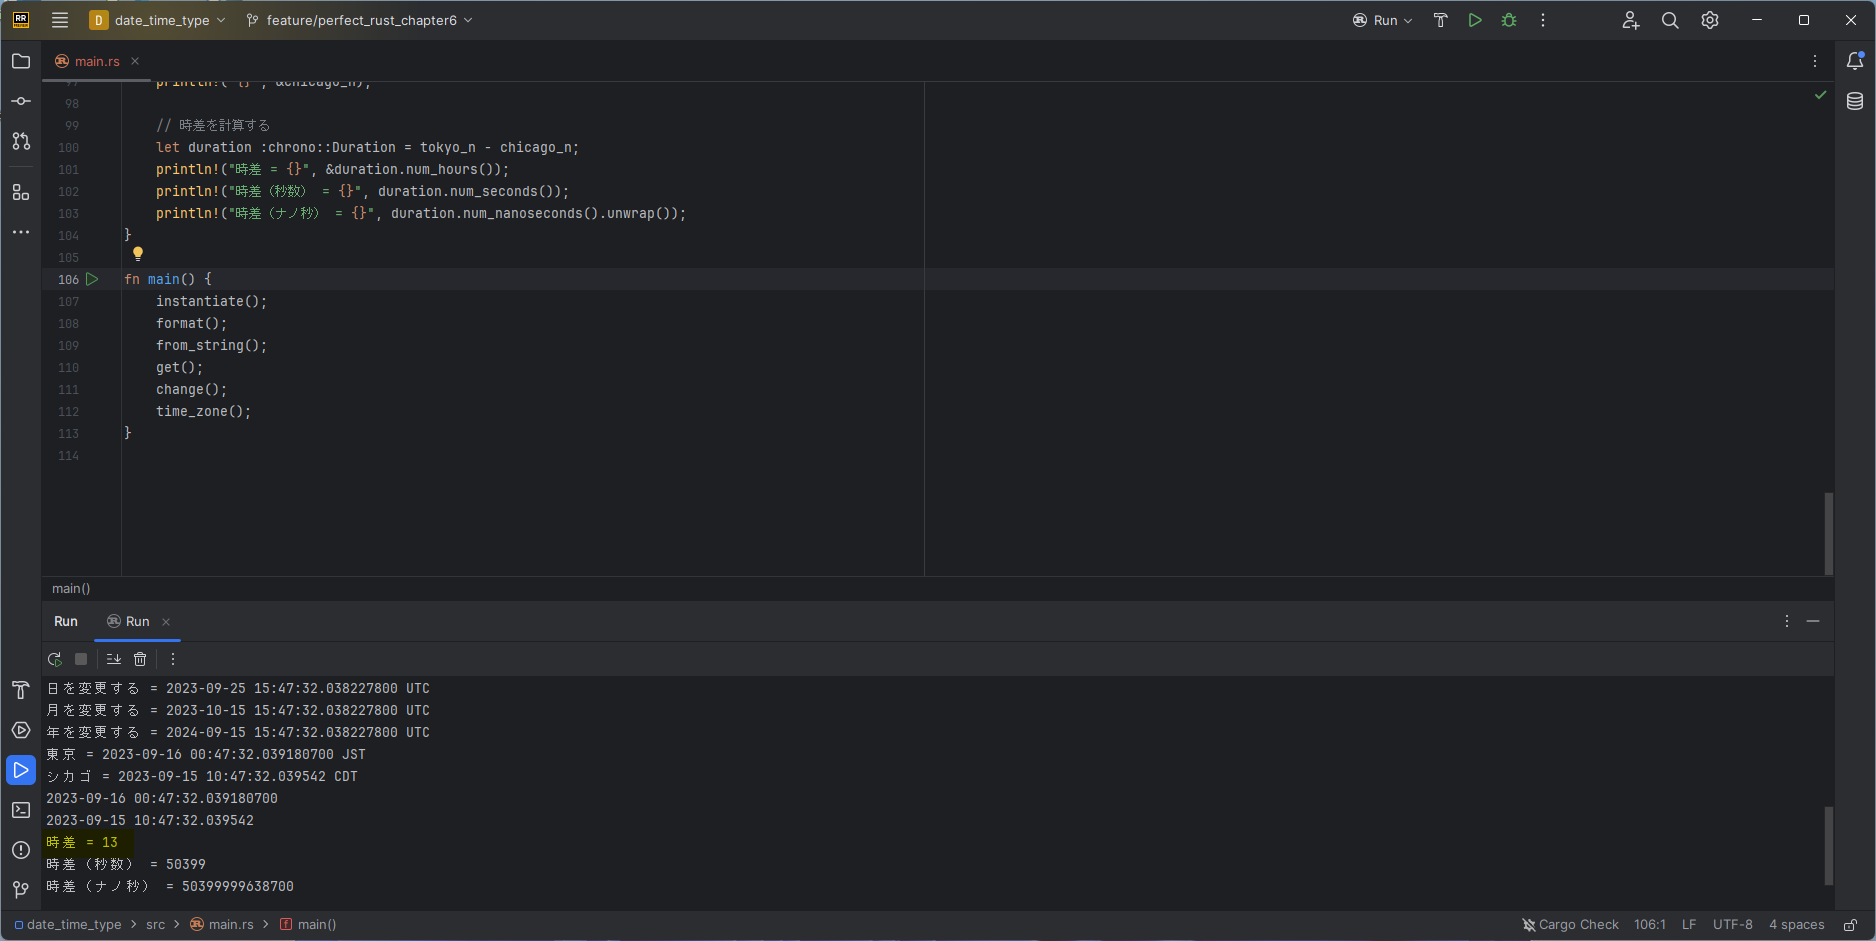 RR
D date_time_type feature/perfect_rust_chapter6 Run
main.rs
97 println!("{}", &chicago_n);
98
99 // 時差を計算する
100 let duration :chrono::Duration = tokyo_n - chicago_n;
101 println!("時差 = {}", &duration.num_hours());
102 println!("時差（秒数） = {}", duration.num_seconds());
103 println!("時差（ナノ秒） = {}", duration.num_nanoseconds().unwrap());
104 }
105
106 fn main() {
107 instantiate();
108 format();
109 from_string();
110 get();
111 change();
112 time_zone();
113 }
114
main()
Run Run
日を変更する = 2023-09-25 15:47:32.038227800 UTC
月を変更する = 2023-10-15 15:47:32.038227800 UTC
年を変更する = 2024-09-15 15:47:32.038227800 UTC
東京 = 2023-09-16 00:47:32.039180700 JST
シカゴ = 2023-09-15 10:47:32.039542 CDT
2023-09-16 00:47:32.039180700
2023-09-15 10:47:32.039542
時差 = 13
時差（秒数） = 50399
時差（ナノ秒） = 50399999638700
date_time_type > src > main.rs > main() Cargo Check 106:1 LF UTF-8 4 spaces